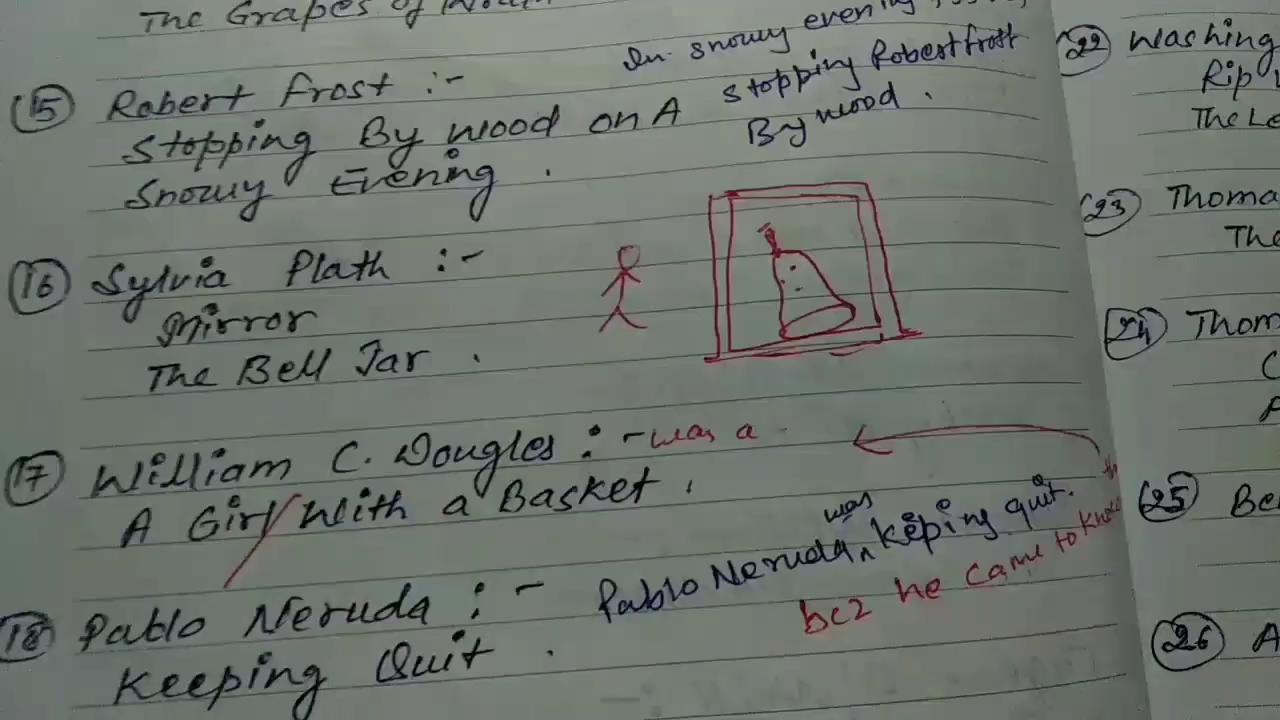 The Grapes of
In snowy evening,
(15) Robert Frost :-
stopping Robert frost
Stopping By wood on A
By wood .
Snowy Evening .
(16) Sylvia Plath :-
Mirror
The Bell Jar .
(17) William C. Dougles : - was a
A Girl with a Basket .
was
(18) Pablo Neruda : -
Pablo Neruda ^ keping quit.
bcz he came to
Keeping Quit .
(22) Washing
Rip
The Le
(23) Thoma
The
(24) Thom
C
A
(25) Be
(26) A